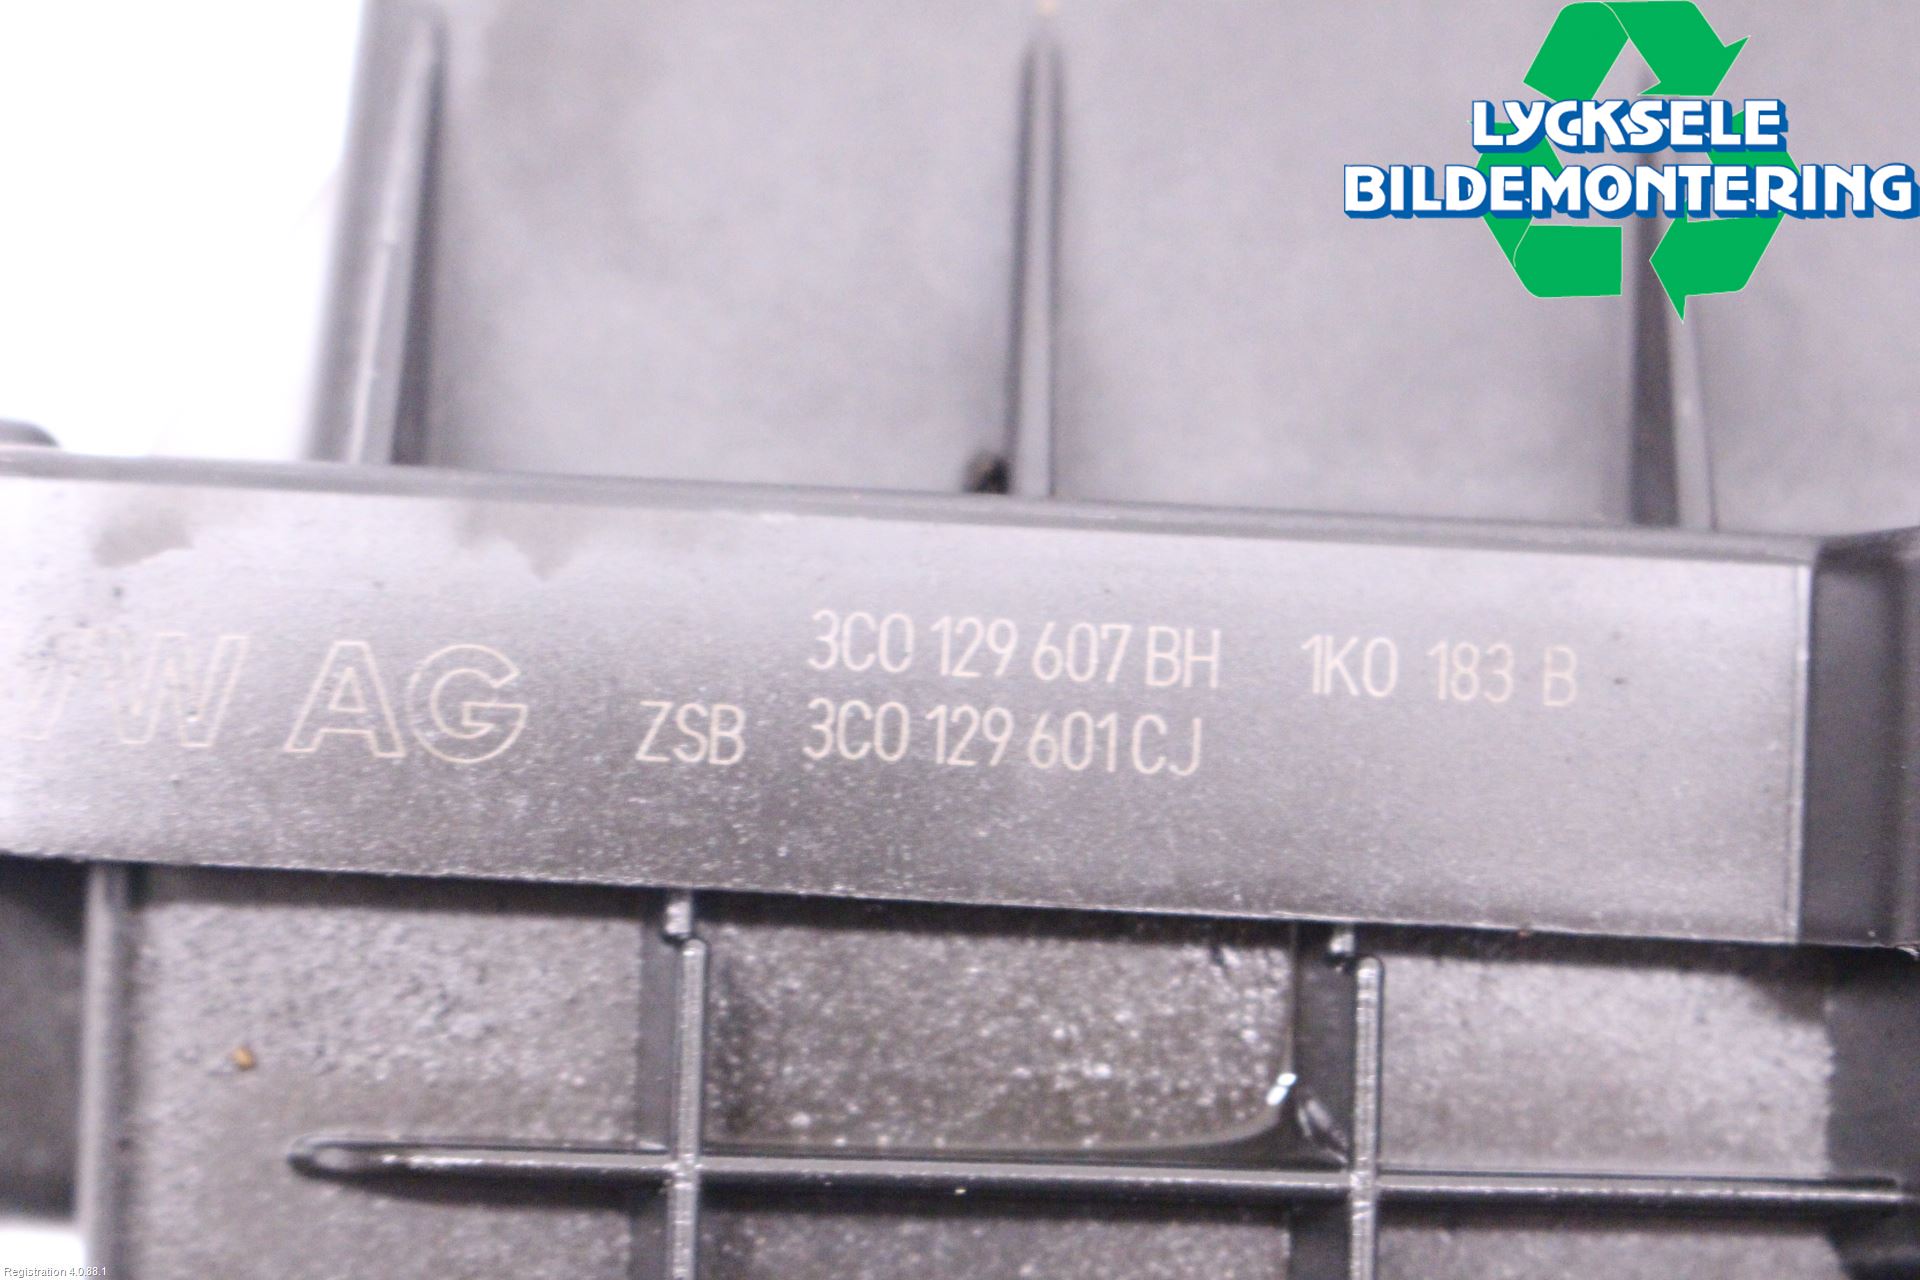 LYCKSELE
BILDEMONTERING
VW AG
3C0 129 607 BH 1K0 183 B
ZSB 3C0 129 601 CJ
Registration 4.0.88.1